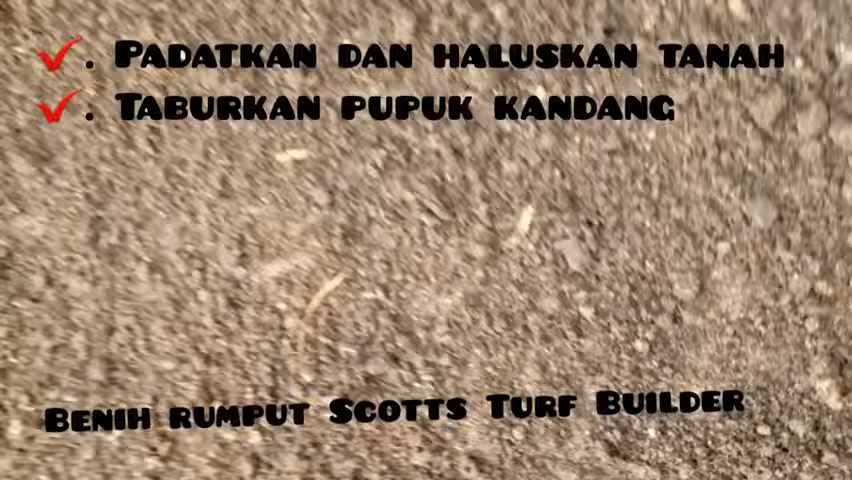 ✓. Padatkan dan haluskan tanah
✓. Taburkan pupuk kandang
Benih rumput Scotts Turf Builder